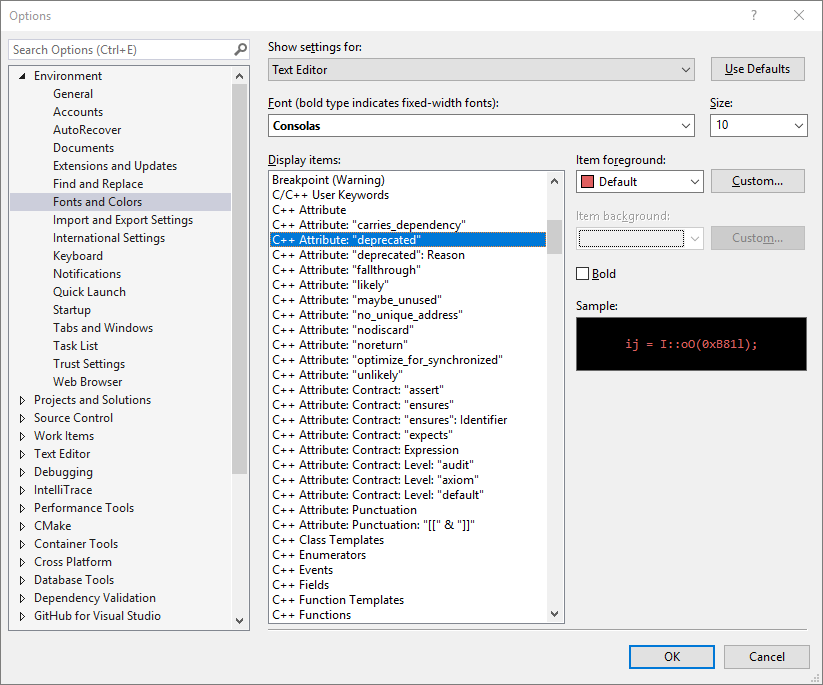 Options
Search Options (Ctrl+E)
Environment
General
Accounts
AutoRecover
Documents
Extensions and Updates
Find and Replace
Fonts and Colors
Import and Export Settings
International Settings
Keyboard
Notifications
Quick Launch
Startup
Tabs and Windows
Task List
Trust Settings
Web Browser
Projects and Solutions
Source Control
Work Items
Text Editor
Debugging
IntelliTrace
Performance Tools
CMake
Container Tools
Cross Platform
Database Tools
Dependency Validation
GitHub for Visual Studio
Show settings for:
Text Editor
Use Defaults
Font (bold type indicates fixed-width fonts):
Size:
Consolas
10
Display items:
Breakpoint (Warning)
C/C++ User Keywords
C++ Attribute
C++ Attribute: "carries_dependency"
C++ Attribute: "deprecated"
C++ Attribute: "deprecated": Reason
C++ Attribute: "fallthrough"
C++ Attribute: "likely"
C++ Attribute: "maybe_unused"
C++ Attribute: "no_unique_address"
C++ Attribute: "nodiscard"
C++ Attribute: "noreturn"
C++ Attribute: "optimize_for_synchronized"
C++ Attribute: "unlikely"
C++ Attribute: Contract: "assert"
C++ Attribute: Contract: "ensures"
C++ Attribute: Contract: "ensures": Identifier
C++ Attribute: Contract: "expects"
C++ Attribute: Contract: Expression
C++ Attribute: Contract: Level: "audit"
C++ Attribute: Contract: Level: "axiom"
C++ Attribute: Contract: Level: "default"
C++ Attribute: Punctuation
C++ Attribute: Punctuation: "[[" & "]]"
C++ Class Templates
C++ Enumerators
C++ Events
C++ Fields
C++ Function Templates
C++ Functions
Item foreground:
Default
Custom...
Item background:
Custom...
Bold
Sample:
ij = I::oO(0xB81l);
OK
Cancel